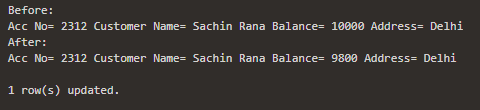 Before:
Acc No= 2312 Customer Name= Sachin Rana Balance= 10000 Address= Delhi
After:
Acc No= 2312 Customer Name= Sachin Rana Balance= 9800 Address= Delhi
1 row(s) updated.